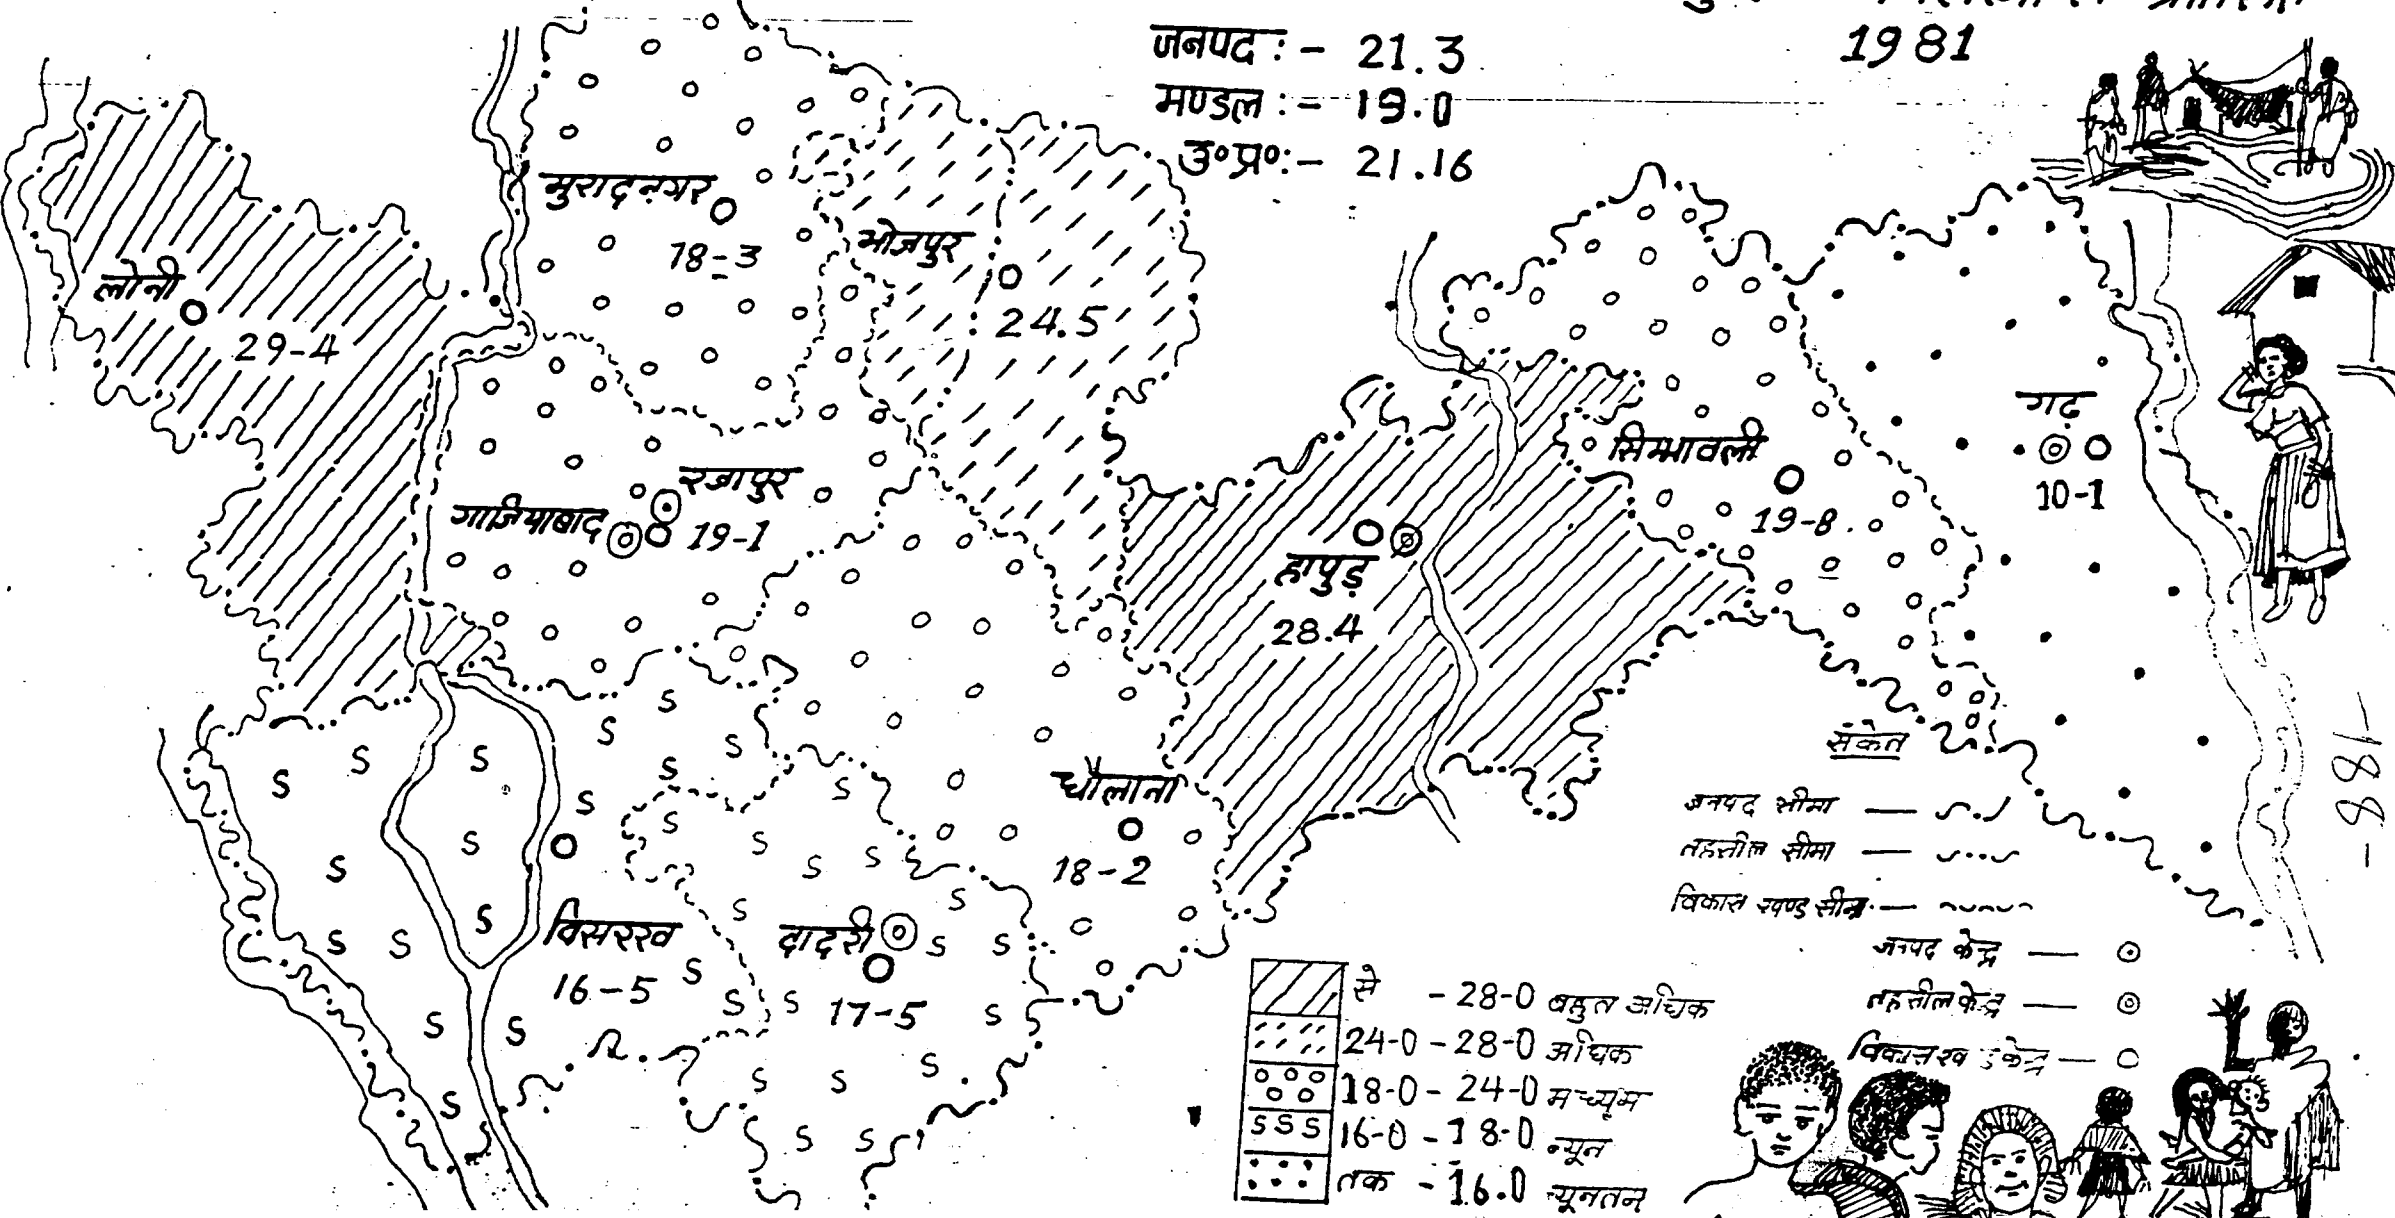 1981
जनपद :- 21.3
मण्डल :- 19.0
उ०प्र०:- 21.16
मुरादनगर
18-3
भोजपुर
24.5
लोनी
29-4
रजापुर
19-1
गाजियाबाद
सिम्भावली
19-8
गढ़
10-1
हापुड़
28.4
धौलाना
18-2
विसरख
16-5
दादरी
17-5
संकेत
जनपद सीमा
तहसील सीमा
विकास खण्ड सीमा
जनपद केन्द्र
तहसील केन्द्र
-188-
से - 28-0 बहुत अधिक
24-0 - 28-0 अधिक
18-0 - 24-0 मध्यम
S S S 16-0 - 18-0 न्यून
तक - 16.0 न्यूनतम